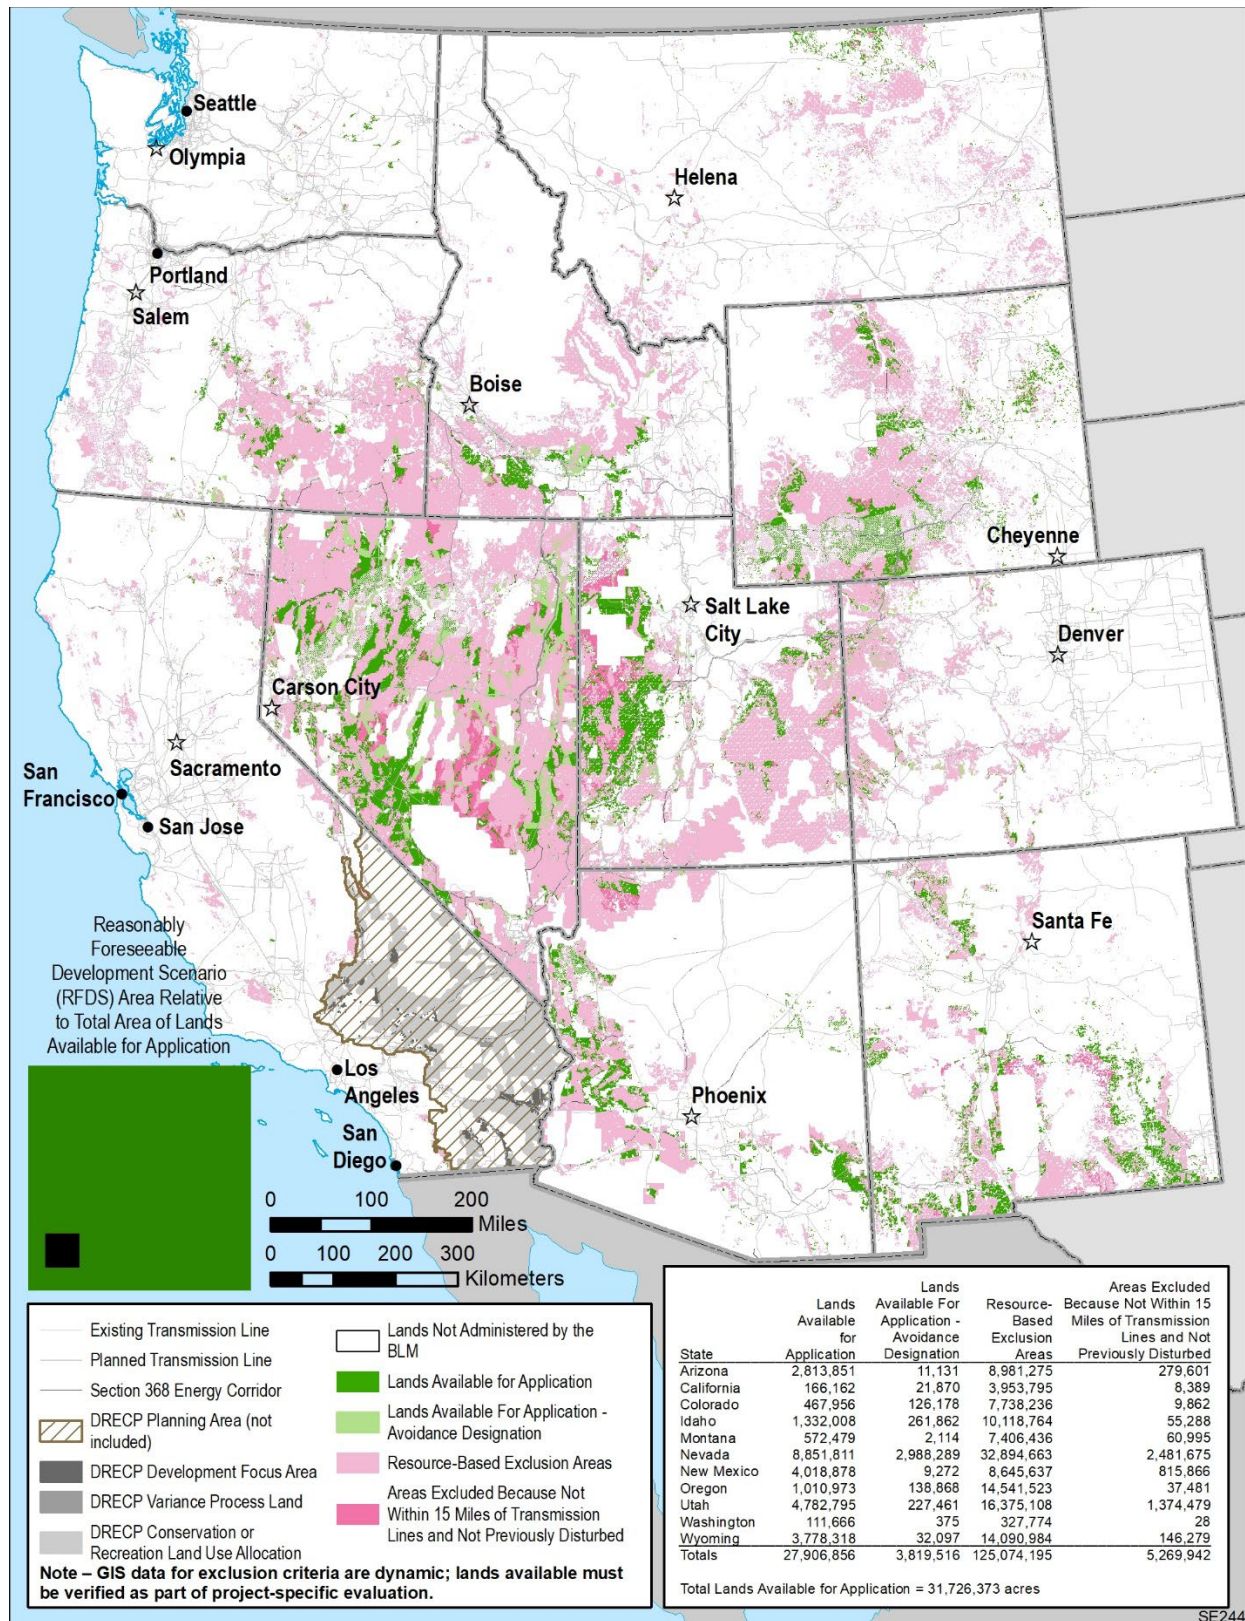 Seattle
Olympia
Helena
Portland
Salem
Boise
Cheyenne
Salt Lake
City
Denver
Carson City
Sacramento
San
Francisco
San Jose
Santa Fe
Reasonably
Foreseeable
Development Scenario
(RFDS) Area Relative
to Total Area of Lands
Available for Application
Los
Angeles
Phoenix
San
Diego
0 100 200
Miles
0 100 200 300
Kilometers
Existing Transmission Line
Planned Transmission Line
Section 368 Energy Corridor
DRECP Planning Area (not
included)
DRECP Development Focus Area
DRECP Variance Process Land
DRECP Conservation or
Recreation Land Use Allocation
Lands Not Administered by the
BLM
Lands Available for Application
Lands Available For Application -
Avoidance Designation
Resource-Based Exclusion Areas
Areas Excluded Because Not
Within 15 Miles of Transmission
Lines and Not Previously Disturbed
Note – GIS data for exclusion criteria are dynamic; lands available must
be verified as part of project-specific evaluation.
State
Lands
Available
for
Application
Lands
Available For
Application -
Avoidance
Designation
Resource-
Based
Exclusion
Areas
Areas Excluded
Because Not Within 15
Miles of Transmission
Lines and Not
Previously Disturbed
Arizona 2,813,851 11,131 8,981,275 279,601
California 166,162 21,870 3,953,795 8,389
Colorado 467,956 126,178 7,738,236 9,862
Idaho 1,332,008 261,862 10,118,764 55,288
Montana 572,479 2,114 7,406,436 60,995
Nevada 8,851,811 2,988,289 32,894,663 2,481,675
New Mexico 4,018,878 9,272 8,645,637 815,866
Oregon 1,010,973 138,868 14,541,523 37,481
Utah 4,782,795 227,461 16,375,108 1,374,479
Washington 111,666 375 327,774 28
Wyoming 3,778,318 32,097 14,090,984 146,279
Totals 27,906,856 3,819,516 125,074,195 5,269,942
Total Lands Available for Application = 31,726,373 acres
SE244